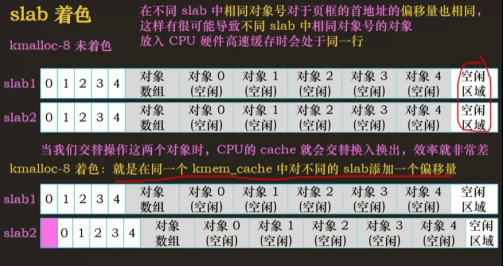 slab 着色
在不同 slab 中相同对象号对于页框的首地址的偏移量也相同,
这样有很可能导致不同 slab 中相同对象号的对象
放入 CPU 硬件高速缓存时会处于同一行
kmalloc-8 未着色
slab1 0 1 2 3 4 对象数组 对象 0 (空闲) 对象 1 (空闲) 对象 2 (空闲) 对象 3 (空闲) 对象 4 (空闲) 空闲区域
slab2 0 1 2 3 4 对象数组 对象 0 (空闲) 对象 1 (空闲) 对象 2 (空闲) 对象 3 (空闲) 对象 4 (空闲) 空闲区域
当我们交替操作这两个对象时, CPU的 cache 就会交替换入换出, 效率就非常差
kmalloc-8 着色: 就是在同一个 kmem_cache 中对不同的 slab添加一个偏移量
slab1 0 1 2 3 4 对象数组 对象 0 (空闲) 对象 1 (空闲) 对象 2 (空闲) 对象 3 (空闲) 对象 4 (空闲) 空闲区域
slab2 0 1 2 3 4 对象数组 对象 0 (空闲) 对象 1 (空闲) 对象 2 (空闲) 对象 3 (空闲) 对象 4 (空闲) 空闲区域